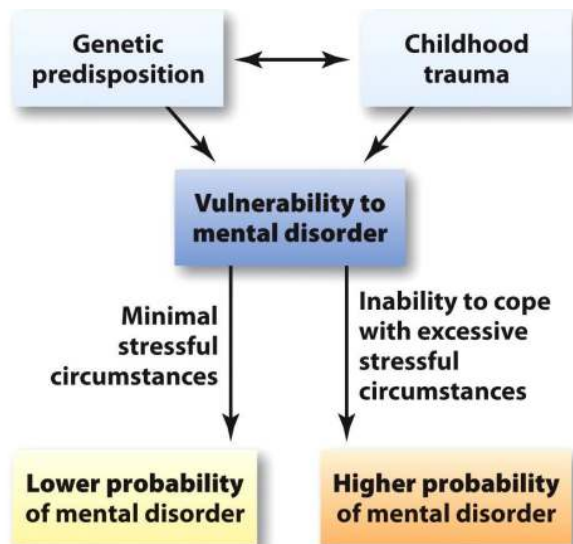 Genetic
predisposition
Childhood
trauma
Vulnerability to
mental disorder
Minimal
stressful
circumstances
Inability to cope
with excessive
stressful
circumstances
Lower probability
of mental disorder
Higher probability
of mental disorder